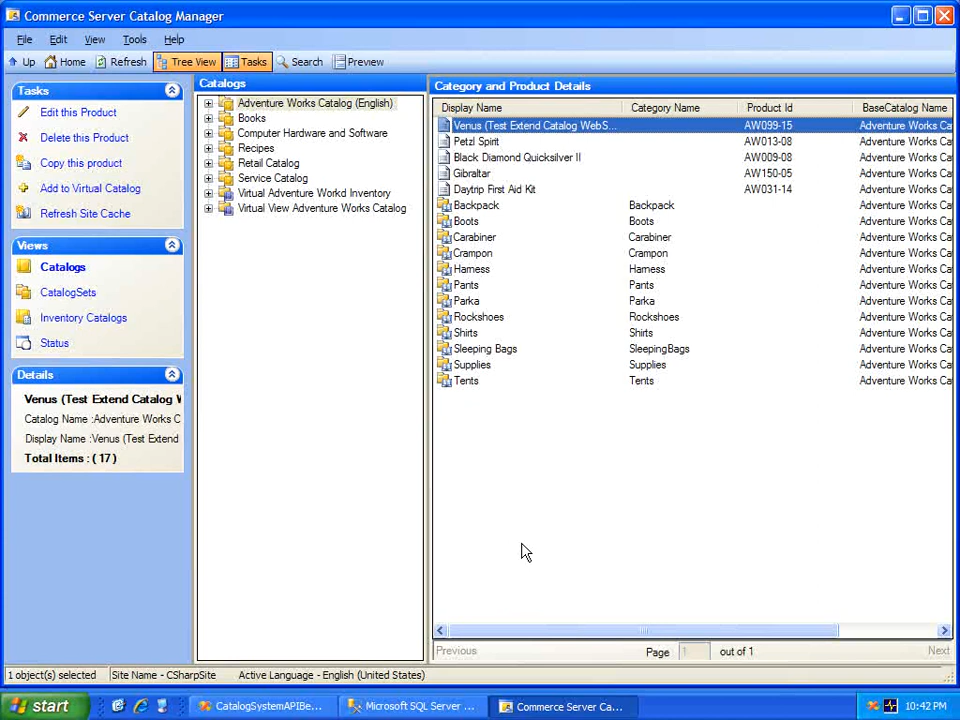 Commerce Server Catalog Manager
File Edit View Tools Help
Up Home Refresh Tree View Tasks Search Preview
Tasks
Edit this Product
Delete this Product
Copy this product
Add to Virtual Catalog
Refresh Site Cache
Views
Catalogs
CatalogSets
Inventory Catalogs
Status
Details
Venus (Test Extend Catalog W
Catalog Name :Adventure Works C
Display Name :Venus (Test Extend
Total Items : ( 17 )
Catalogs
Adventure Works Catalog (English)
Books
Computer Hardware and Software
Recipes
Retail Catalog
Service Catalog
Virtual Adventure Workd Inventory
Virtual View Adventure Works Catalog
Category and Product Details
Display Name Category Name Product Id BaseCatalog Name
Venus (Test Extend Catalog WebS... AW099-15 Adventure Works Ca
Petzl Spirit AW013-08 Adventure Works Ca
Black Diamond Quicksilver II AW009-08 Adventure Works Ca
Gibraltar AW150-05 Adventure Works Ca
Daytrip First Aid Kit AW031-14 Adventure Works Ca
Backpack Backpack Adventure Works Ca
Boots Boots Adventure Works Ca
Carabiner Carabiner Adventure Works Ca
Crampon Crampon Adventure Works Ca
Harness Harness Adventure Works Ca
Pants Pants Adventure Works Ca
Parka Parka Adventure Works Ca
Rockshoes Rockshoes Adventure Works Ca
Shirts Shirts Adventure Works Ca
Sleeping Bags SleepingBags Adventure Works Ca
Supplies Supplies Adventure Works Ca
Tents Tents Adventure Works Ca
Previous Page 1 out of 1 Next
1 object(s) selected Site Name - CSharpSite Active Language - English (United States)
start CatalogSystemAPIBe... Microsoft SQL Server ... Commerce Server Ca... 10:42 PM